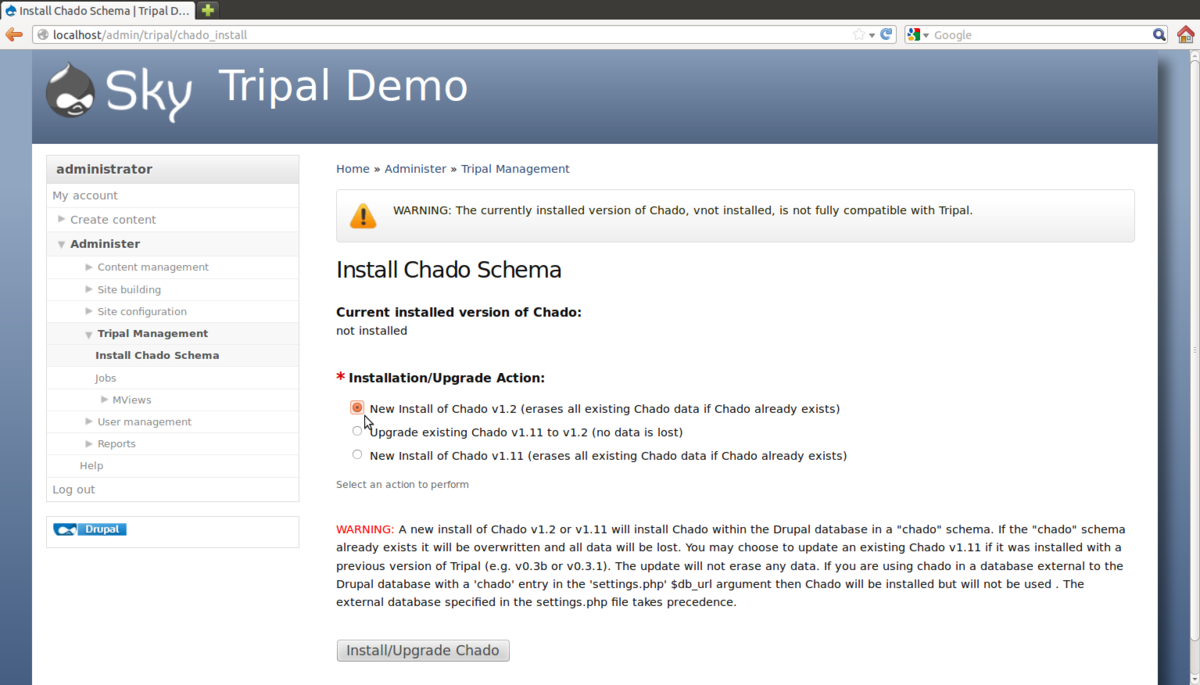 Install Chado Schema | Tripal D...
localhost/admin/tripal/chado_install
Google
Sky Tripal Demo
administrator
My account
Create content
Administer
Content management
Site building
Site configuration
Tripal Management
Install Chado Schema
Jobs
MViews
User management
Reports
Help
Log out
Drupal
Home » Administer » Tripal Management
WARNING: The currently installed version of Chado, vnot installed, is not fully compatible with Tripal.
Install Chado Schema
Current installed version of Chado:
not installed
* Installation/Upgrade Action:
New Install of Chado v1.2 (erases all existing Chado data if Chado already exists)
Upgrade existing Chado v1.11 to v1.2 (no data is lost)
New Install of Chado v1.11 (erases all existing Chado data if Chado already exists)
Select an action to perform
WARNING: A new install of Chado v1.2 or v1.11 will install Chado within the Drupal database in a "chado" schema. If the "chado" schema
already exists it will be overwritten and all data will be lost. You may choose to update an existing Chado v1.11 if it was installed with a
previous version of Tripal (e.g. v0.3b or v0.3.1). The update will not erase any data. If you are using chado in a database external to the
Drupal database with a 'chado' entry in the 'settings.php' $db_url argument then Chado will be installed but will not be used . The
external database specified in the settings.php file takes precedence.
Install/Upgrade Chado